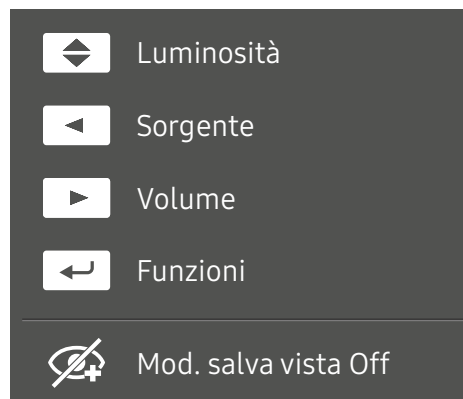 Luminosità
Sorgente
Volume
Funzioni
Mod. salva vista Off